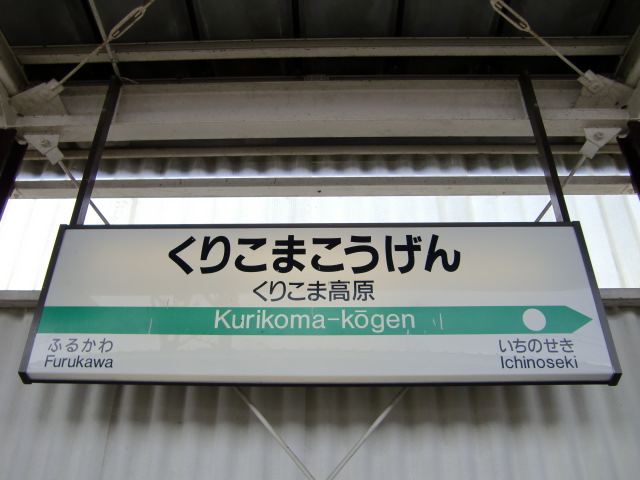 くりこまこうげん
くりこま高原
Kurikoma-kōgen
ふるかわ
Furukawa
いちのせき
Ichinoseki